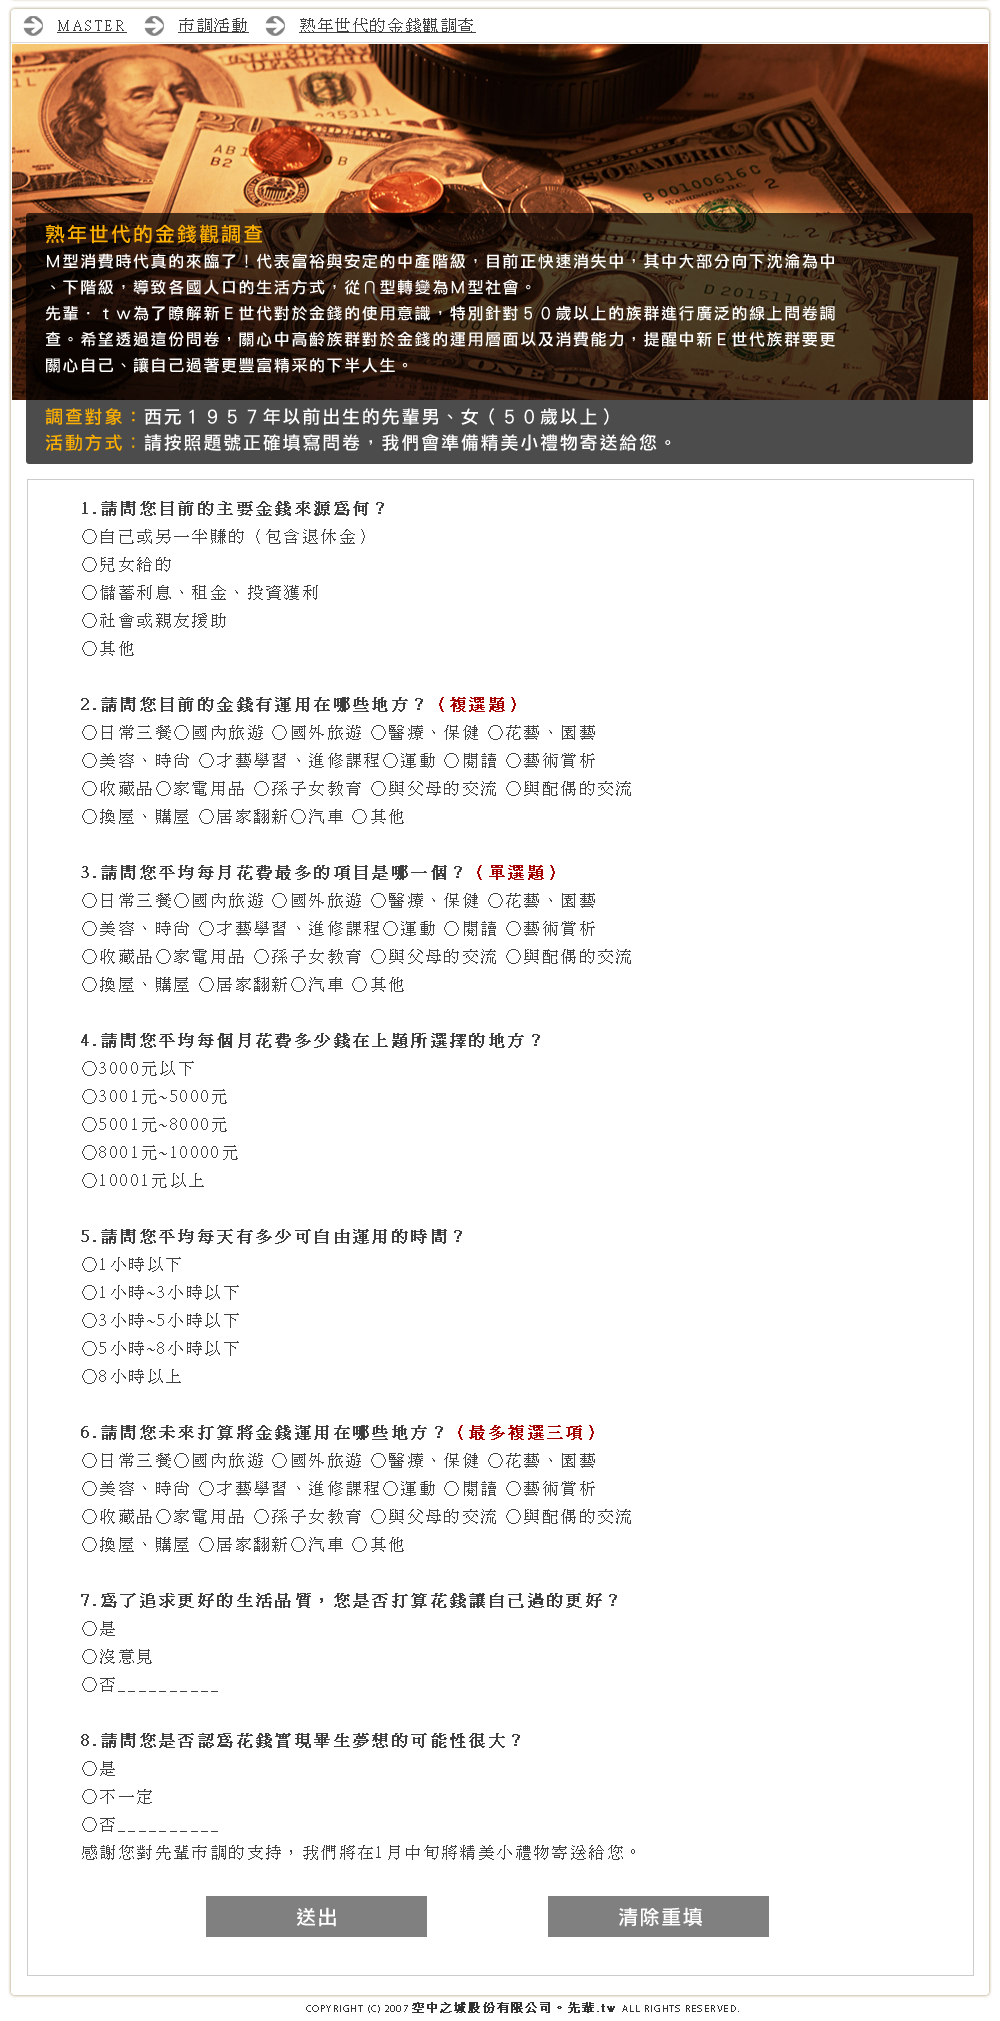 MASTER 市調活動 熟年世代的金錢觀調查
熟年世代的金錢觀調查
M型消費時代真的來臨了！代表富裕與安定的中產階級，目前正快速消失中，其中大部分向下沈淪為中
、下階級，導致各國人口的生活方式，從∩型轉變為M型社會。
先輩．ｔｗ為了瞭解新Ｅ世代對於金錢的使用意識，特別針對５０歲以上的族群進行廣泛的線上問卷調
查。希望透過這份問卷，關心中高齡族群對於金錢的運用層面以及消費能力，提醒中新Ｅ世代族群要更
關心自己、讓自己過著更豐富精采的下半人生。
調查對象：西元１９５７年以前出生的先輩男、女（５０歲以上）
活動方式：請按照題號正確填寫問卷，我們會準備精美小禮物寄送給您。
1.請問您目前的主要金錢來源為何？
○自己或另一半賺的（包含退休金）
○兒女給的
○儲蓄利息、租金、投資獲利
○社會或親友援助
○其他
2.請問您目前的金錢有運用在哪些地方？（複選題）
○日常三餐○國內旅遊 ○國外旅遊 ○醫療、保健 ○花藝、園藝
○美容、時尚 ○才藝學習、進修課程○運動 ○閱讀 ○藝術賞析
○收藏品○家電用品 ○孫子女教育 ○與父母的交流 ○與配偶的交流
○換屋、購屋 ○居家翻新○汽車 ○其他
3.請問您平均每月花費最多的項目是哪一個？（單選題）
○日常三餐○國內旅遊 ○國外旅遊 ○醫療、保健 ○花藝、園藝
○美容、時尚 ○才藝學習、進修課程○運動 ○閱讀 ○藝術賞析
○收藏品○家電用品 ○孫子女教育 ○與父母的交流 ○與配偶的交流
○換屋、購屋 ○居家翻新○汽車 ○其他
4.請問您平均每個月花費多少錢在上題所選擇的地方？
○3000元以下
○3001元~5000元
○5001元~8000元
○8001元~10000元
○10001元以上
5.請問您平均每天有多少可自由運用的時間？
○1小時以下
○1小時~3小時以下
○3小時~5小時以下
○5小時~8小時以下
○8小時以上
6.請問您未來打算將金錢運用在哪些地方？（最多複選三項）
○日常三餐○國內旅遊 ○國外旅遊 ○醫療、保健 ○花藝、園藝
○美容、時尚 ○才藝學習、進修課程○運動 ○閱讀 ○藝術賞析
○收藏品○家電用品 ○孫子女教育 ○與父母的交流 ○與配偶的交流
○換屋、購屋 ○居家翻新○汽車 ○其他
7.為了追求更好的生活品質，您是否打算花錢讓自己過的更好？
○是
○沒意見
○否__________
8.請問您是否認為花錢實現畢生夢想的可能性很大？
○是
○不一定
○否__________
感謝您對先輩市調的支持，我們將在1月中旬將精美小禮物寄送給您。
送出 清除重填
COPYRIGHT (C) 2007 空中之城股份有限公司。先輩.tw ALL RIGHTS RESERVED.